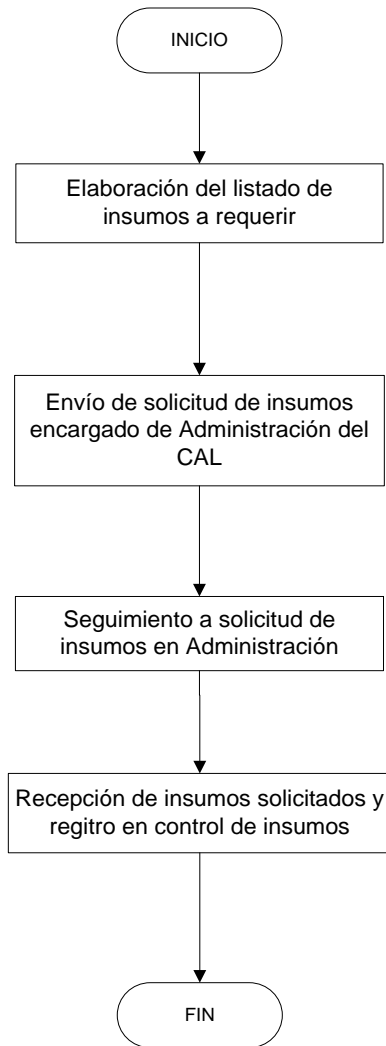 INICIO
Elaboración del listado de
insumos a requerir
Envío de solicitud de insumos
encargado de Administración del
CAL
Seguimiento a solicitud de
insumos en Administración
Recepción de insumos solicitados y
regitro en control de insumos
FIN